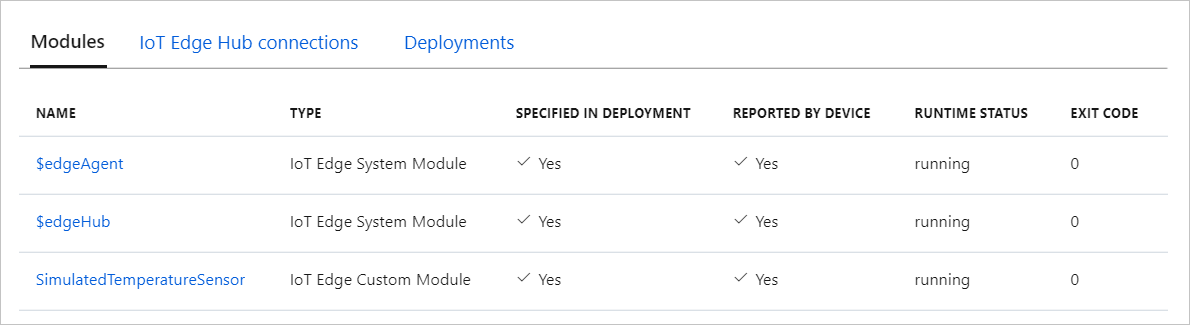 Modules IoT Edge Hub connections Deployments
NAME TYPE SPECIFIED IN DEPLOYMENT REPORTED BY DEVICE RUNTIME STATUS EXIT CODE
$edgeAgent IoT Edge System Module Yes Yes running 0
$edgeHub IoT Edge System Module Yes Yes running 0
SimulatedTemperatureSensor IoT Edge Custom Module Yes Yes running 0